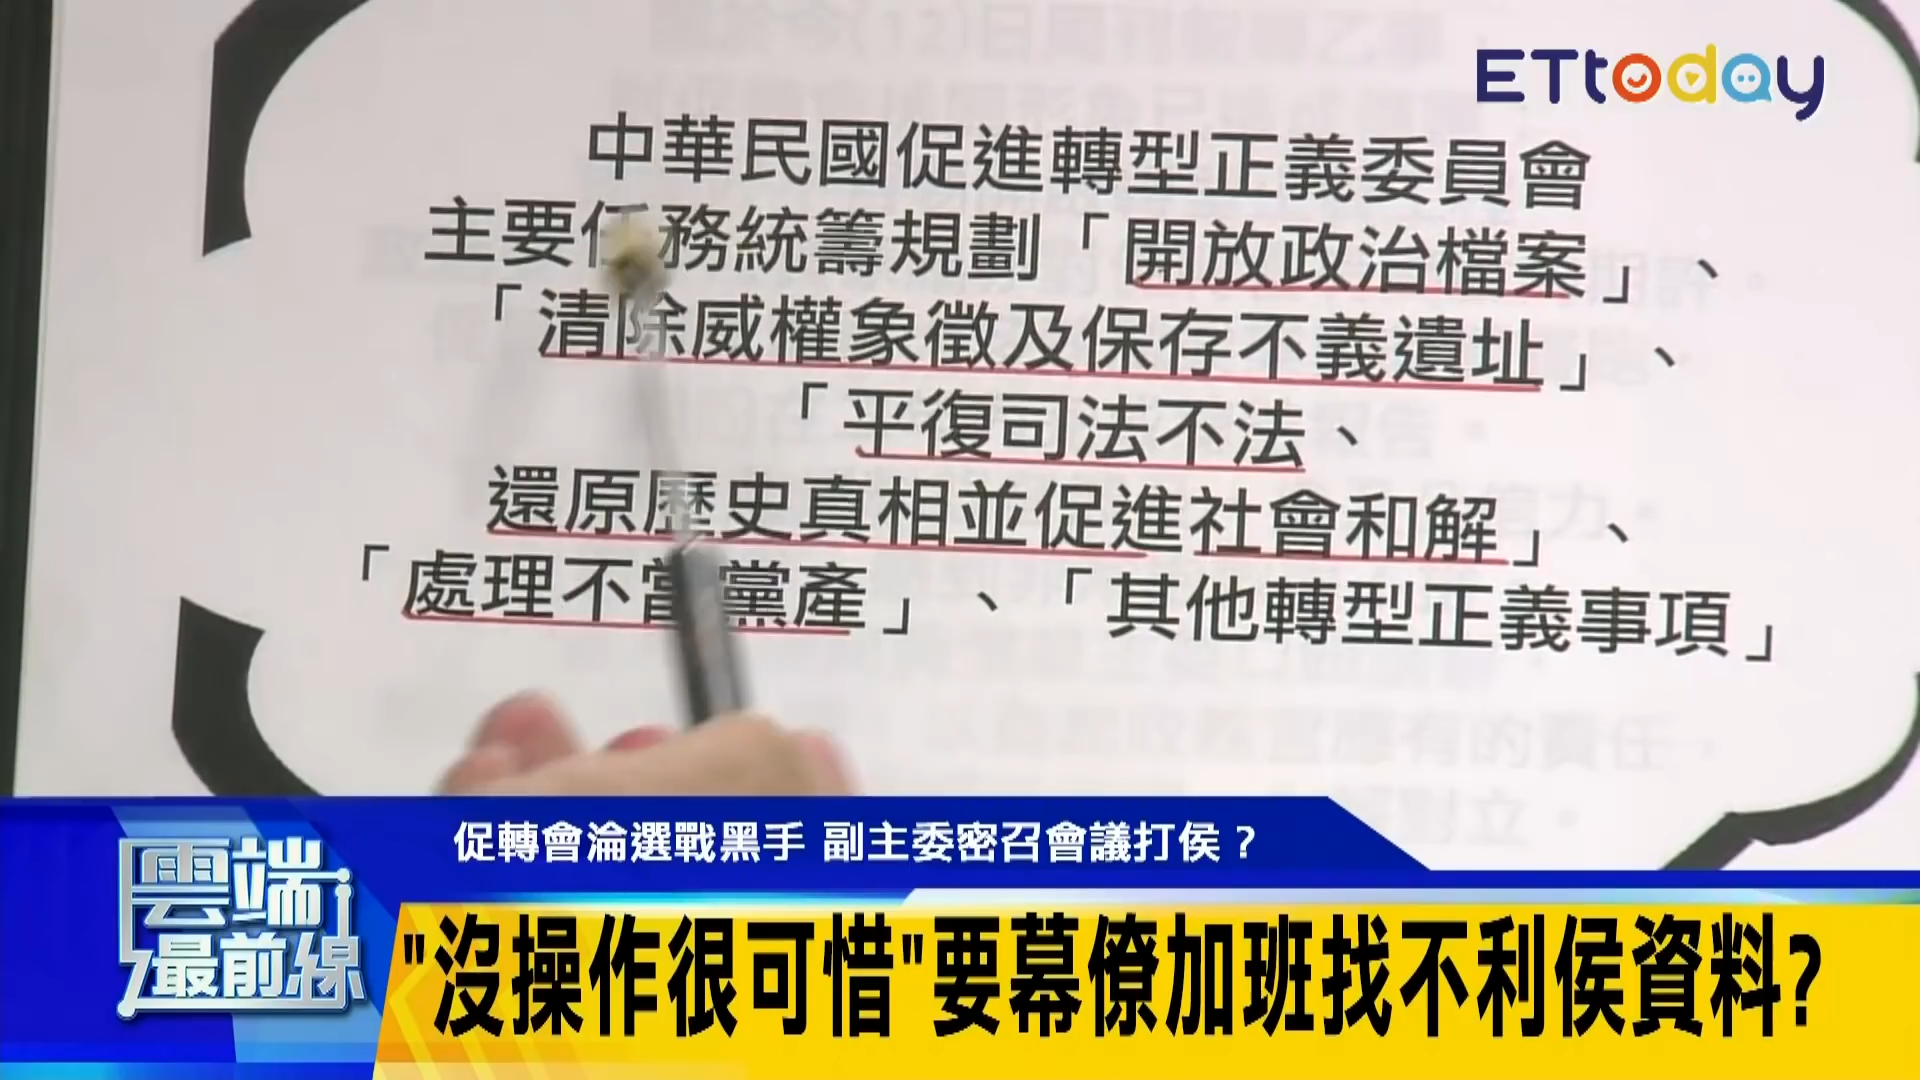 ETtoday
中華民國促進轉型正義委員會
主要任務統籌規劃「開放政治檔案」、
「清除威權象徵及保存不義遺址」、
「平復司法不法、
還原歷史真相並促進社會和解」、
「處理不當黨產」、「其他轉型正義事項」
促轉會淪選戰黑手 副主委密召會議打侯？
雲端
最前線
"沒操作很可惜"要幕僚加班找不利侯資料?